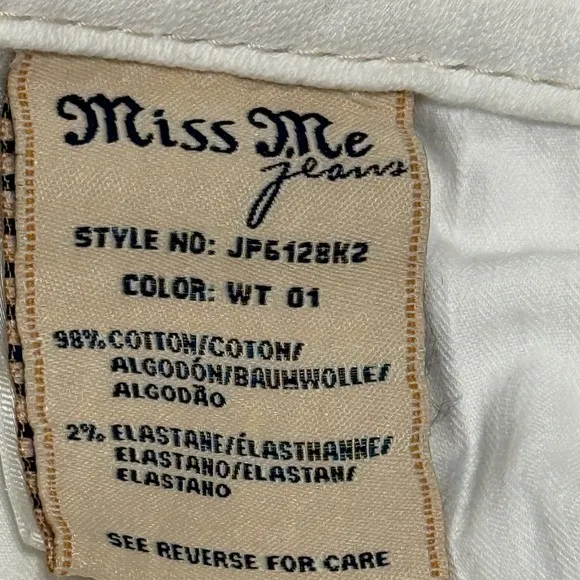 Miss Me
jeans
STYLE NO: JP6128K2
COLOR: WT 01
98% COTTON/COTON/
ALGODÓN/BAUMWOLLE/
ALGODÃO
2% ELASTANE/ÉLASTHANNE/
ELASTANO/ELASTAN/
ELASTANO
SEE REVERSE FOR CARE